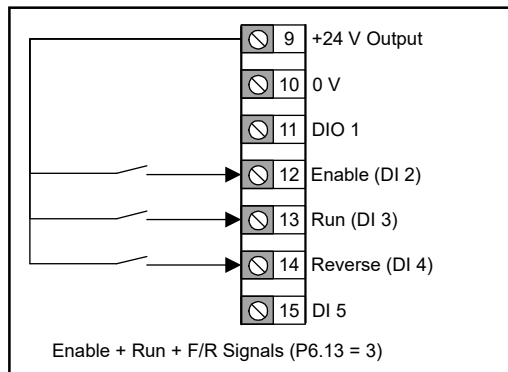 9 +24 V Output
10 0 V
11 DIO 1
12 Enable (DI 2)
13 Run (DI 3)
14 Reverse (DI 4)
15 DI 5
Enable + Run + F/R Signals (P6.13 = 3)